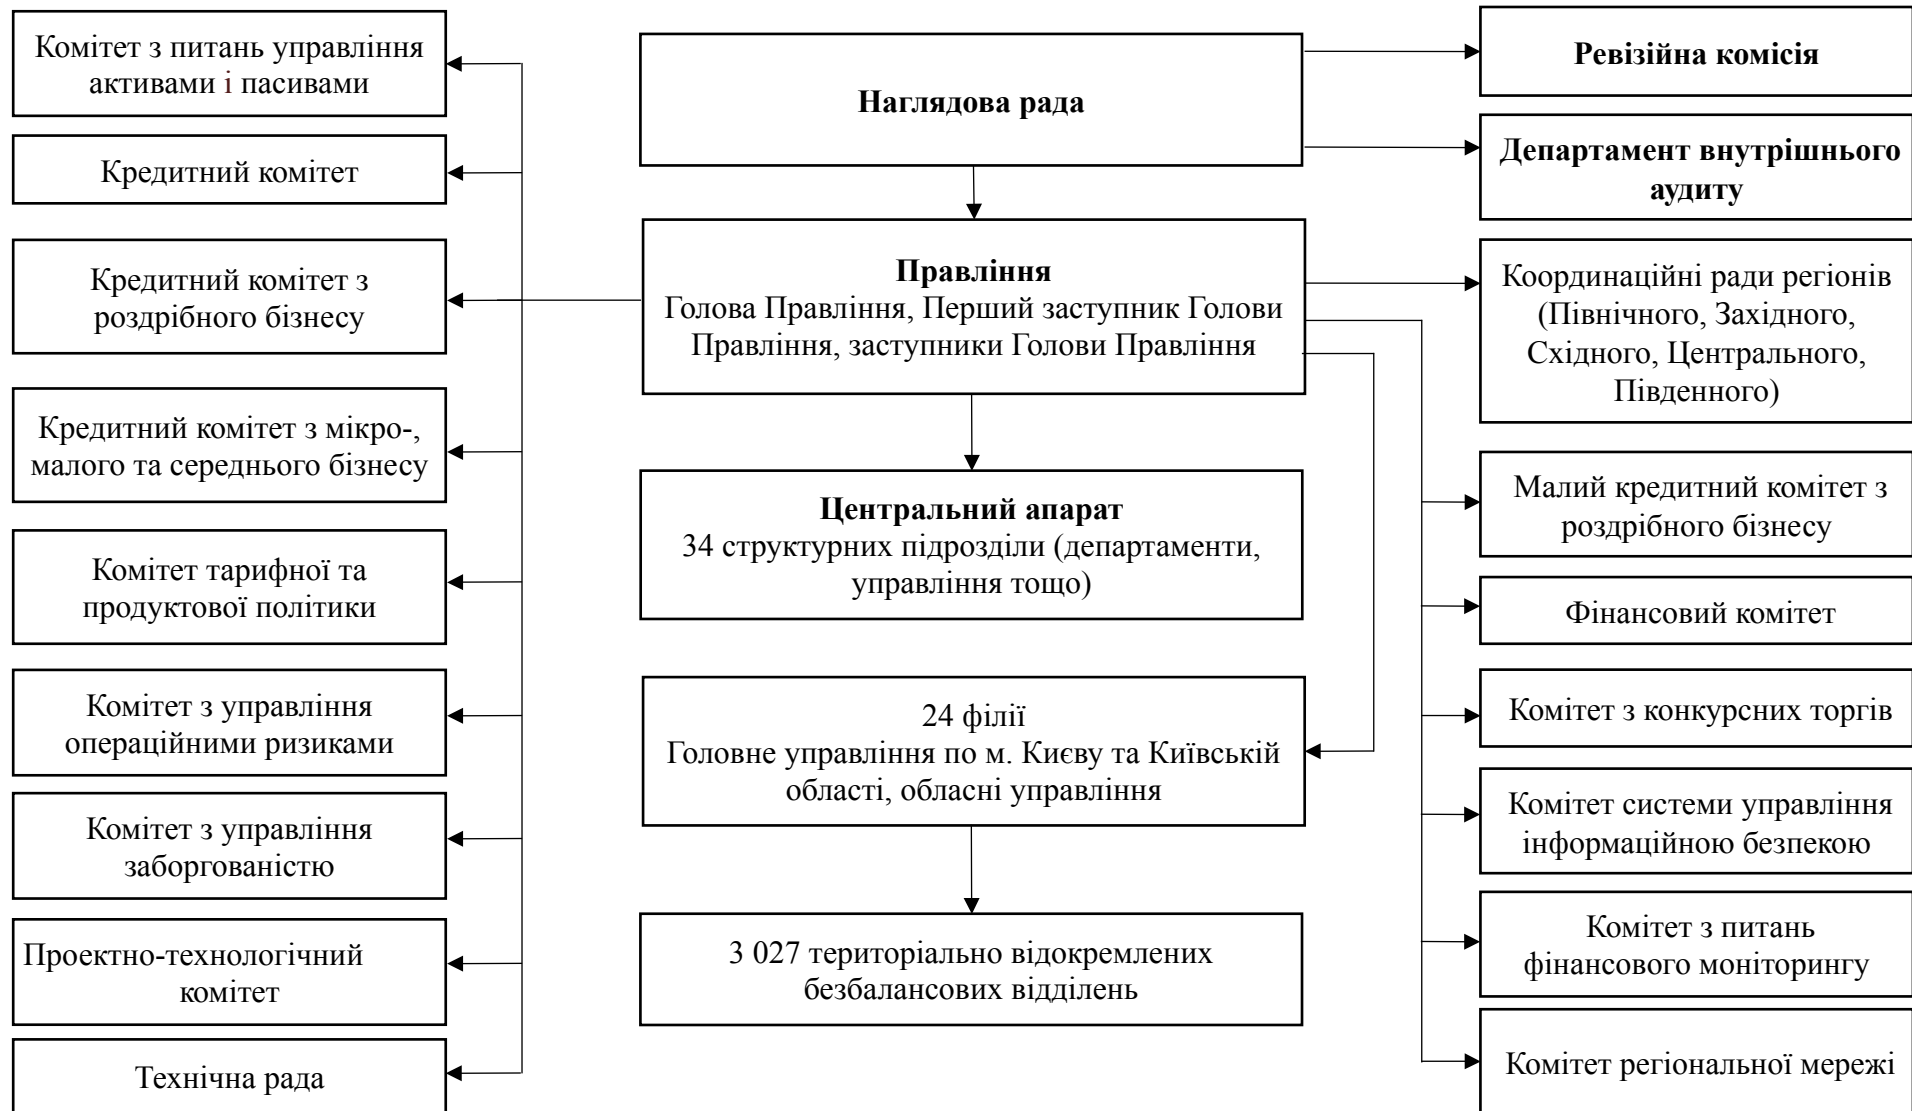 Комітет з питань управління
активами і пасивами
Кредитний комітет
Кредитний комітет з
роздрібного бізнесу
Кредитний комітет з мікро-,
малого та середнього бізнесу
Комітет тарифної та
продуктової політики
Комітет з управління
операційними ризиками
Комітет з управління
заборгованістю
Проектно-технологічний
комітет
Технічна рада
Наглядова рада
Правління
Голова Правління, Перший заступник Голови
Правління, заступники Голови Правління
Центральний апарат
34 структурних підрозділи (департаменти,
управління тощо)
24 філії
Головне управління по м. Києву та Київській
області, обласні управління
3 027 територіально відокремлених
безбалансових відділень
Ревізійна комісія
Департамент внутрішнього
аудиту
Координаційні ради регіонів
(Північного, Західного,
Східного, Центрального,
Південного)
Малий кредитний комітет з
роздрібного бізнесу
Фінансовий комітет
Комітет з конкурсних торгів
Комітет системи управління
інформаційною безпекою
Комітет з питань
фінансового моніторингу
Комітет регіональної мережі